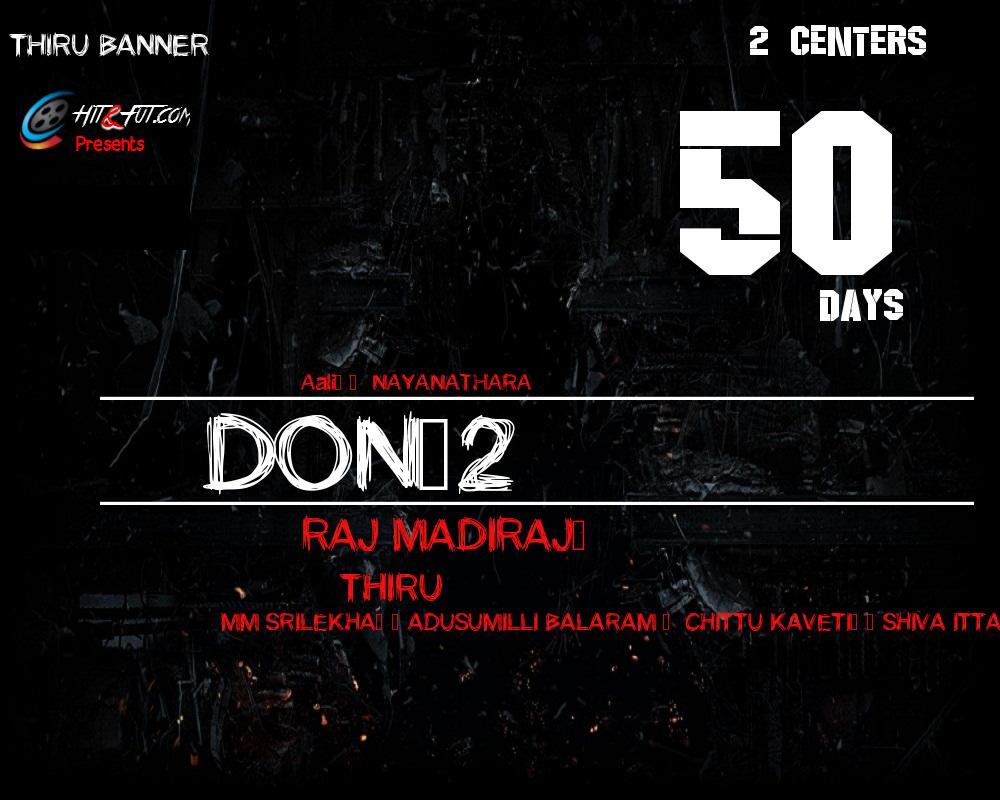 THIRU BANNER
2 CENTERS
HIT&FUT.COM
Presents
50
DAYS
Aali NAYANATHARA
DON 2
RAJ MADIRAJ
THIRU
MM SRILEKHA ADUSUMILLI BALARAM CHITTU KAVETI SHIVA ITTA